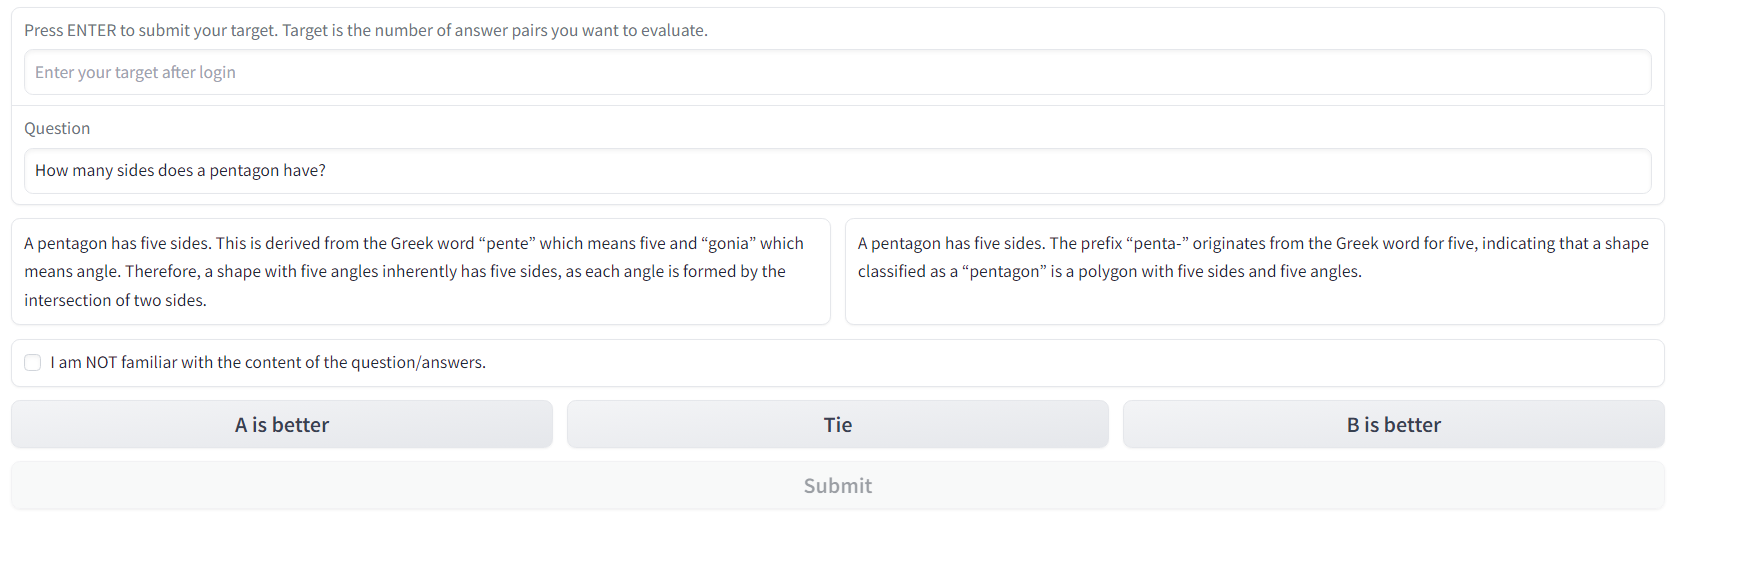 Press ENTER to submit your target. Target is the number of answer pairs you want to evaluate.
Enter your target after login
Question
How many sides does a pentagon have?
A pentagon has five sides. This is derived from the Greek word “pente” which means five and “gonia” which
means angle. Therefore, a shape with five angles inherently has five sides, as each angle is formed by the
intersection of two sides.
A pentagon has five sides. The prefix “penta-” originates from the Greek word for five, indicating that a shape
classified as a “pentagon” is a polygon with five sides and five angles.
I am NOT familiar with the content of the question/answers.
A is better
Tie
B is better
Submit